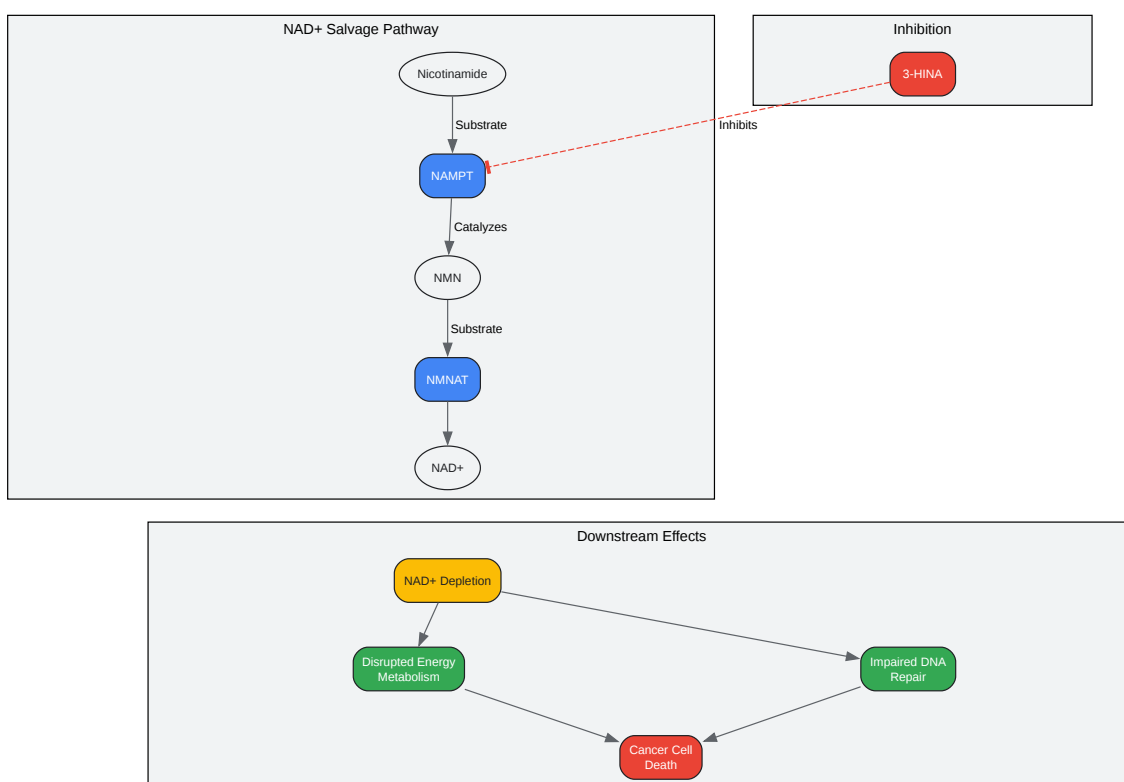 NAD+ Salvage Pathway
Inhibition
Nicotinamide
3-HINA
Substrate
Inhibits
NAMPT
Catalyzes
NMN
Substrate
NMNAT
NAD+
Downstream Effects
NAD+ Depletion
Disrupted Energy
Metabolism
Impaired DNA
Repair
Cancer Cell
Death